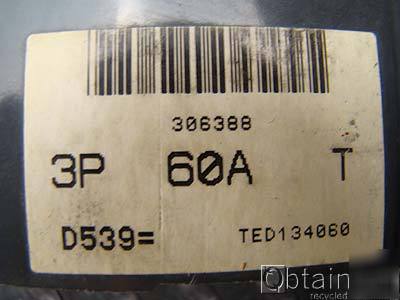 306388
3P 60A T
D539= TED134060
Obtain
recycled